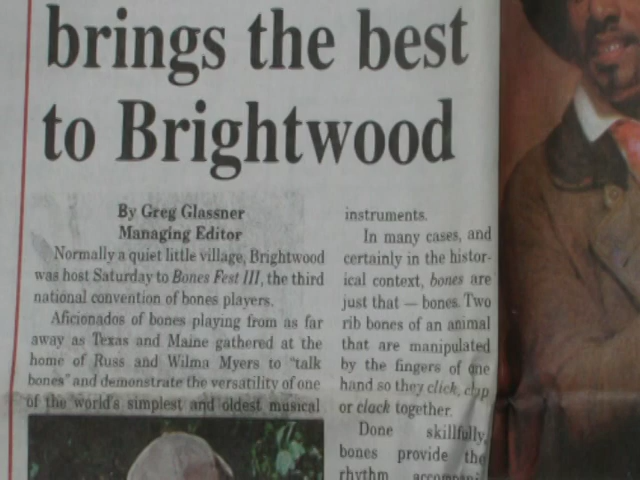 brings the best
to Brightwood
By Greg Glassner
Managing Editor
Normally a quiet little village, Brightwood
was host Saturday to Bones Fest III, the third
national convention of bones players.
Aficionados of bones playing from as far
away as Texas and Maine gathered at the
home of Russ and Wilma Myers to "talk
bones" and demonstrate the versatility of one
of the world's simplest and oldest musical
instruments.
In many cases, and
certainly in the histor-
ical context, bones are
just that — bones. Two
rib bones of an animal
that are manipulated
by the fingers of one
hand so they click, clap
or clack together.
Done skillfully,
bones provide the
rhythm